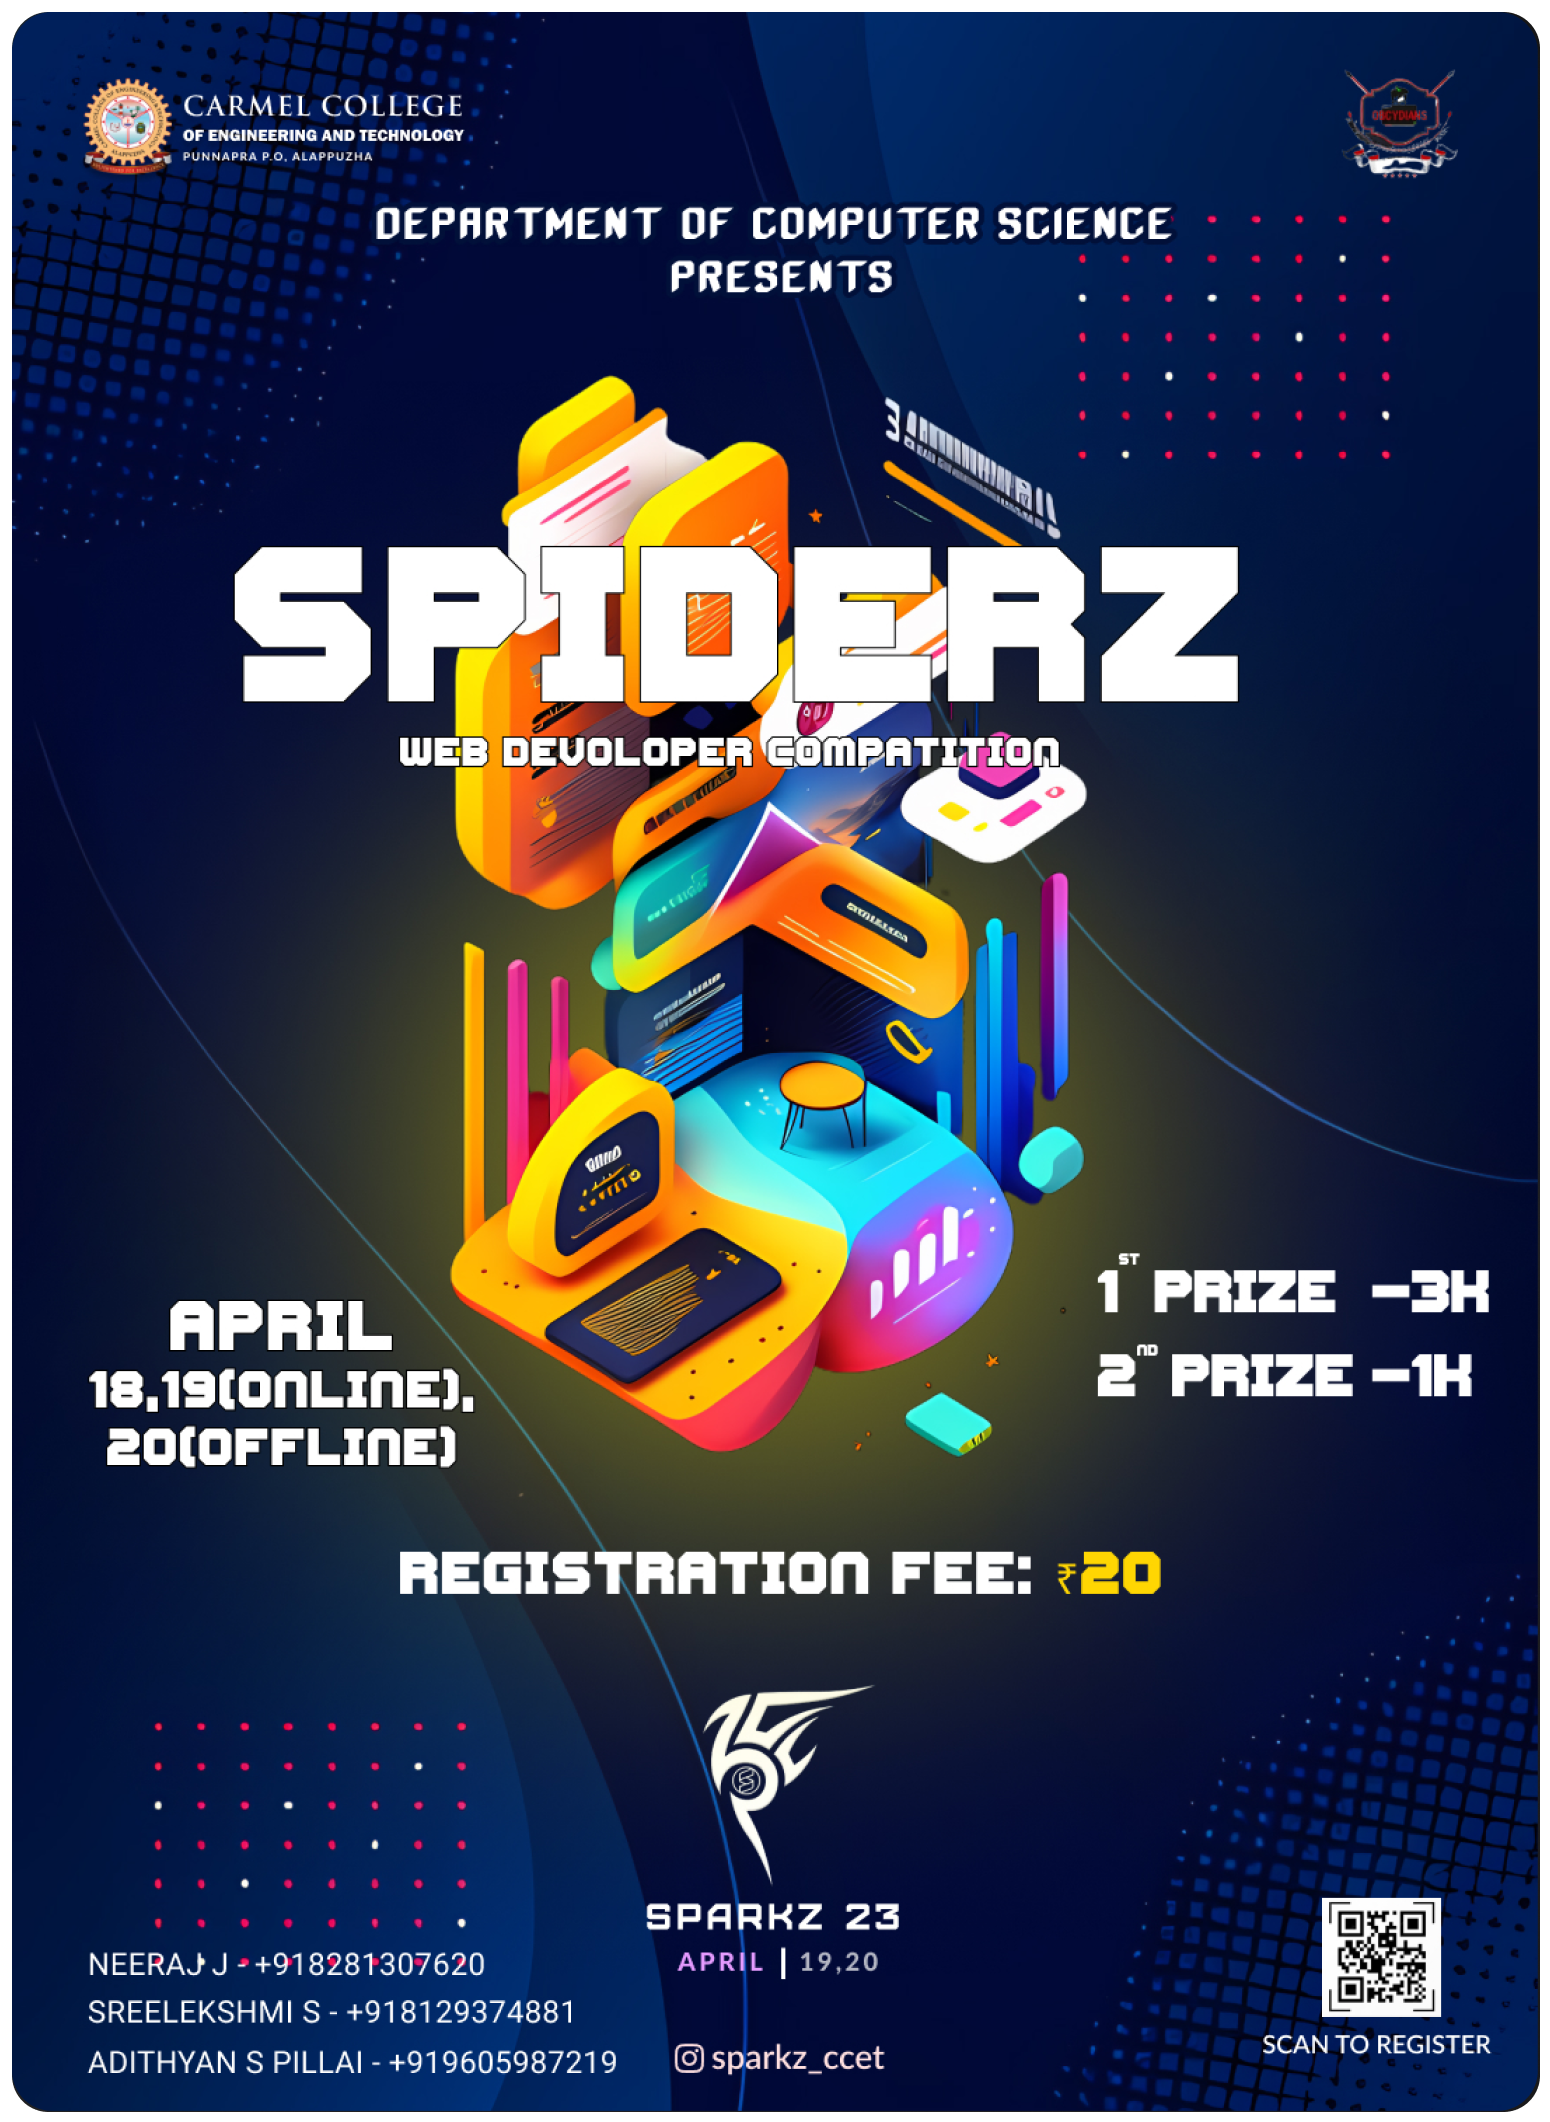 CARMEL COLLEGE
OF ENGINEERING AND TECHNOLOGY
PUNNAPRA P.O, ALAPPUZHA
OBCYDIANS
DEPARTMENT OF COMPUTER SCIENCE
PRESENTS
SPIDERZ
WEB DEVOLOPER COMPATITION
APRIL
18,19(ONLINE),
20(OFFLINE)
1ST PRIZE -3K
2ND PRIZE -1K
REGISTRATION FEE: ₹20
SPARKZ 23
APRIL | 19,20
NEERAJ J - +918281307620
SREELEKSHMI S - +918129374881
ADITHYAN S PILLAI - +919605987219
sparkz_ccet
SCAN TO REGISTER